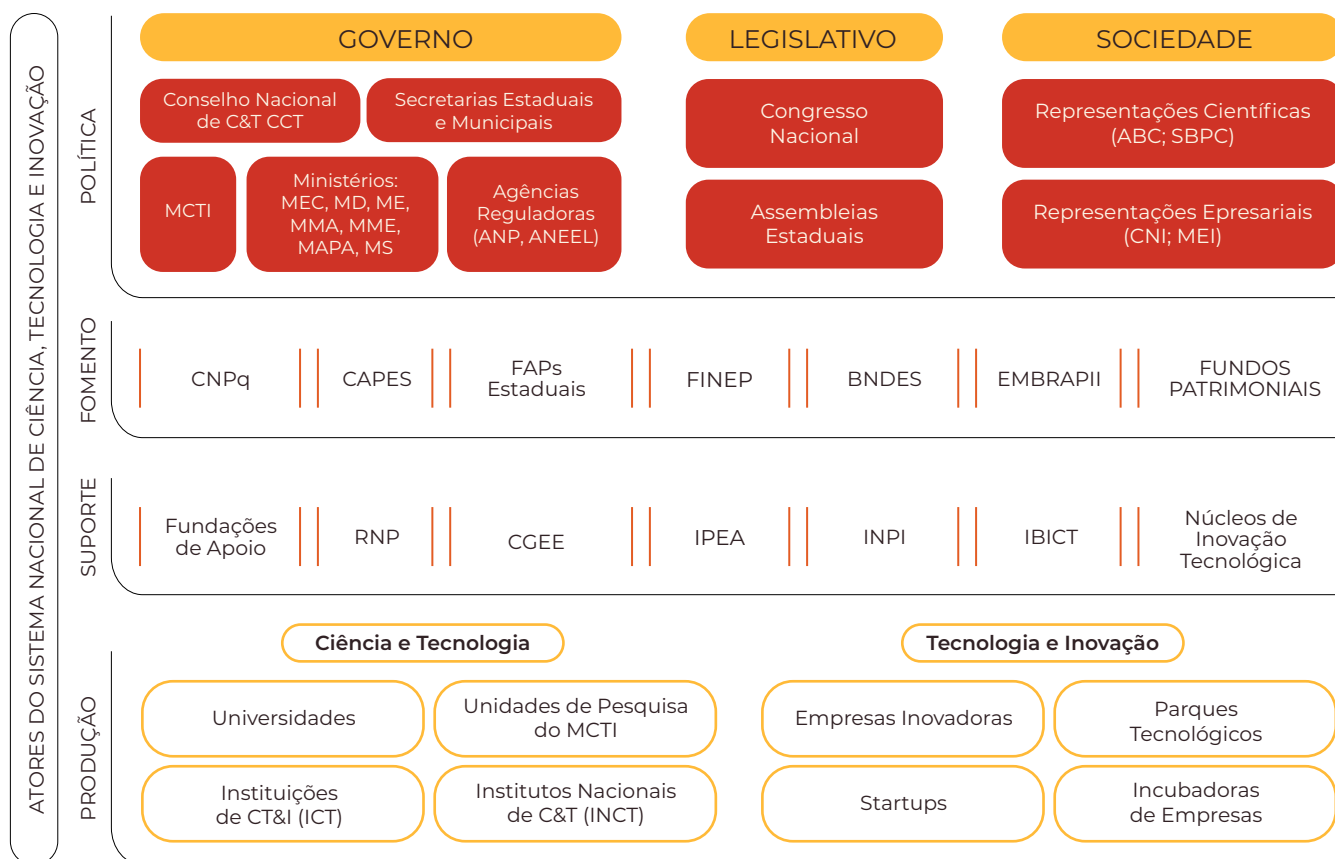 ATORES DO SISTEMA NACIONAL DE CIÊNCIA, TECNOLOGIA E INOVAÇÃO
POLÍTICA
GOVERNO
LEGISLATIVO
SOCIEDADE
Conselho Nacional
de C&T CCT
Secretarias Estaduais
e Municipais
Congresso
Nacional
Representações Científicas
(ABC; SBPC)
MCTI
Ministérios:
MEC, MD, ME,
MMA, MME,
MAPA, MS
Agências
Reguladoras
(ANP, ANEEL)
Assembleias
Estaduais
Representações Epresariais
(CNI; MEI)
FOMENTO
CNPq
CAPES
FAPs
Estaduais
FINEP
BNDES
EMBRAPII
FUNDOS
PATRIMONIAIS
SUPORTE
Fundações
de Apoio
RNP
CGEE
IPEA
INPI
IBICT
Núcleos de
Inovação
Tecnológica
PRODUÇÃO
Ciência e Tecnologia
Tecnologia e Inovação
Universidades
Unidades de Pesquisa
do MCTI
Empresas Inovadoras
Parques
Tecnológicos
Instituições
de CT&I (ICT)
Institutos Nacionais
de C&T (INCT)
Startups
Incubadoras
de Empresas